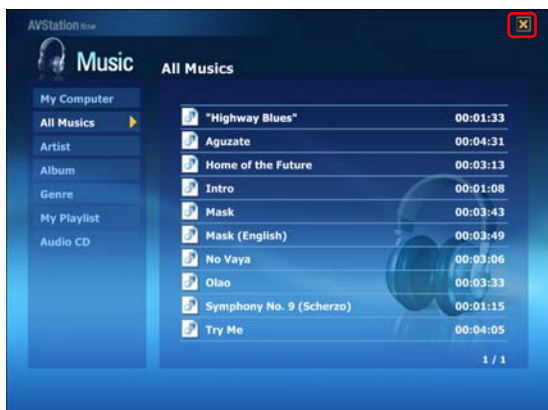 AVStation Now
Music
All Musics
My Computer
All Musics
Artist
Album
Genre
My Playlist
Audio CD
"Highway Blues" 00:01:33
Aguzate 00:04:31
Home of the Future 00:03:13
Intro 00:01:08
Mask 00:03:43
Mask (English) 00:03:49
No Vaya 00:03:06
Olao 00:03:33
Symphony No. 9 (Scherzo) 00:01:15
Try Me 00:04:05
1 / 1